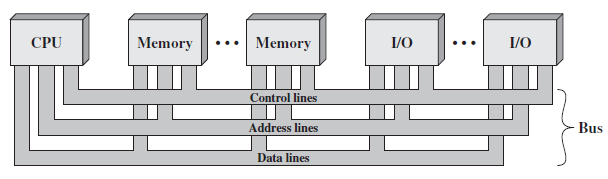 CPU Memory ••• Memory I/O ••• I/O
Control lines
Address lines
Bus
Data lines